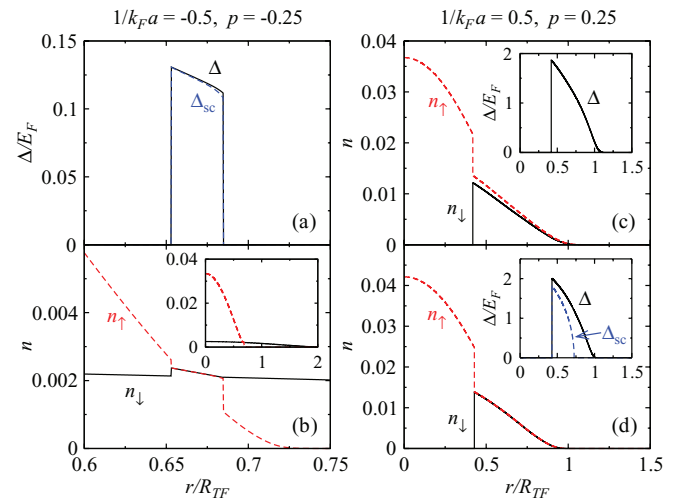 1/k_F a = -0.5, p = -0.25
1/k_F a = 0.5, p = 0.25
Δ/E_F
0.15
0.10
0.05
0
Δ
Δ_sc
(a)
n
0.004
0.002
0
n↑
n↓
0.04
0.02
0
0 1 2
(b)
0.6 0.65 0.7 0.75
r/R_TF
n
0.04
0.03
0.02
0.01
0
n↑
n↓
Δ/E_F
2
1
0
0 0.5 1 1.5
Δ
(c)
n
0.04
0.03
0.02
0.01
0
n↑
n↓
Δ/E_F
2
1
0
0 0.5 1 1.5
Δ
Δ_sc
(d)
0 0.5 1 1.5
r/R_TF